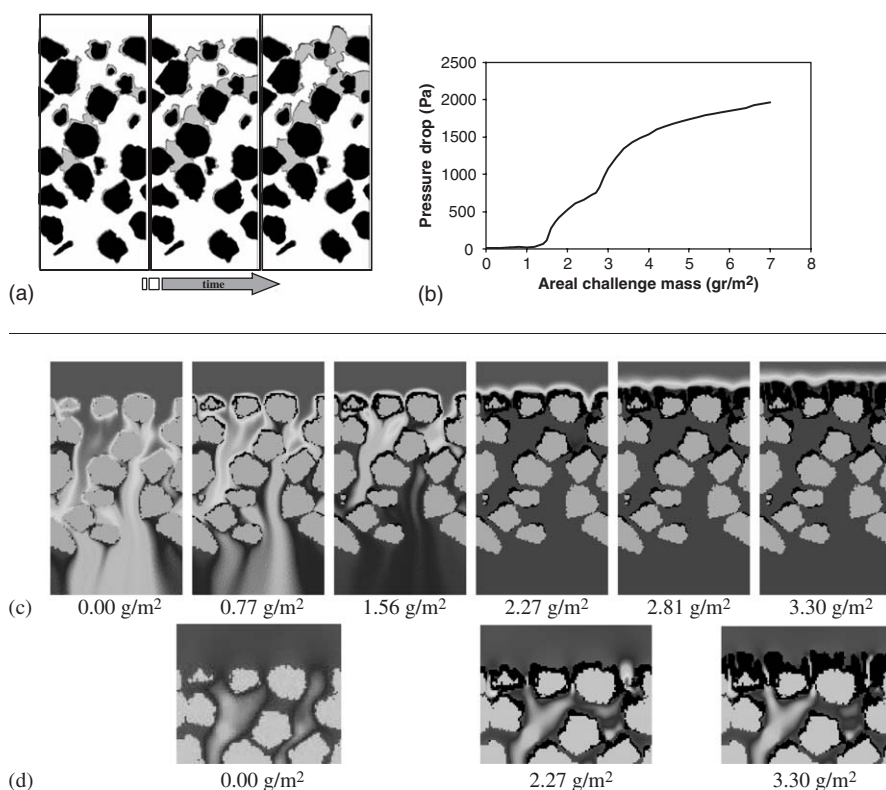 (a)
time
(b)
Pressure drop (Pa)
2500
2000
1500
1000
500
0
0 1 2 3 4 5 6 7 8
Areal challenge mass (gr/m²)
(c)
0.00 g/m² 0.77 g/m² 1.56 g/m² 2.27 g/m² 2.81 g/m² 3.30 g/m²
(d)
0.00 g/m² 2.27 g/m² 3.30 g/m²